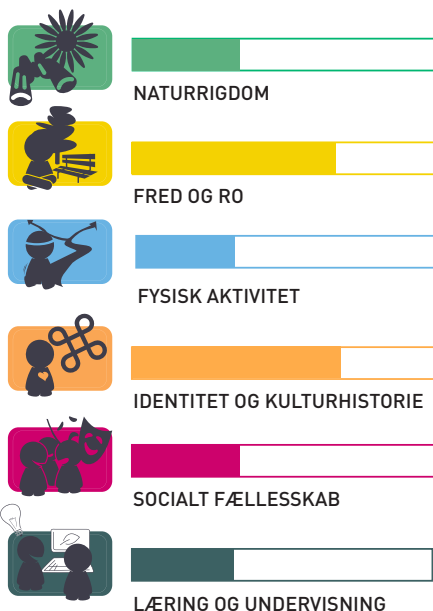 NATURRIGDOM
FRED OG RO
FYSISK AKTIVITET
IDENTITET OG KULTURHISTORIE
SOCIALT FÆLLESSKAB
LÆRING OG UNDERVISNING